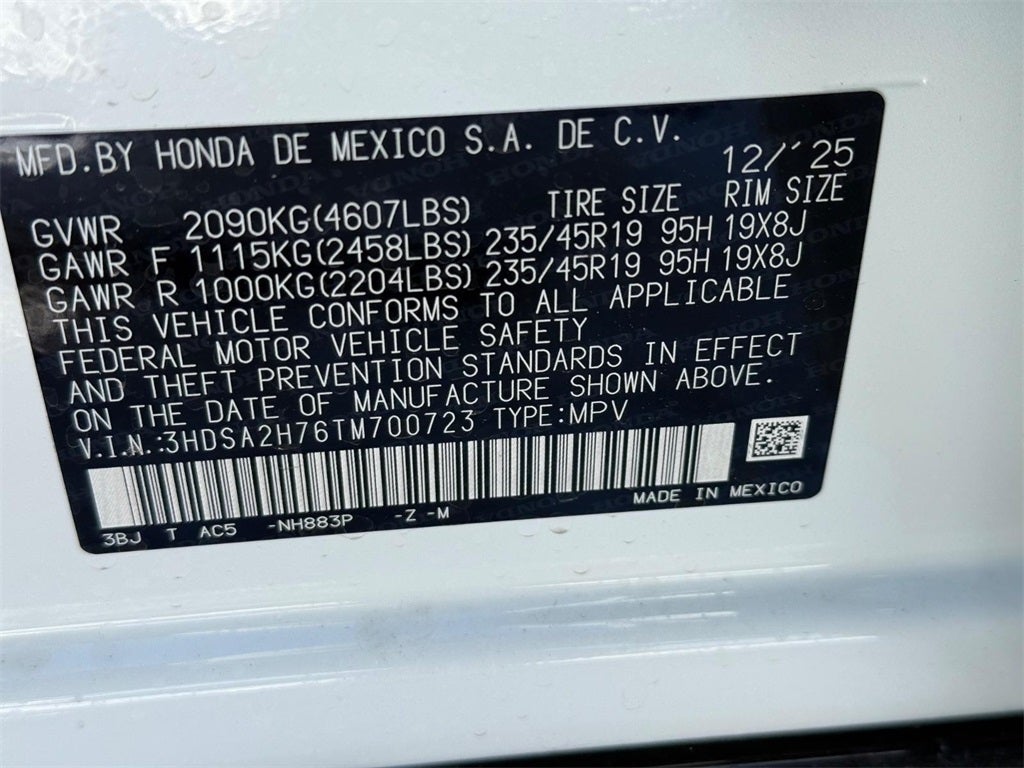 MFD.BY HONDA DE MEXICO S.A. DE C.V. 12/'25
GVWR 2090KG(4607LBS) TIRE SIZE RIM SIZE
GAWR F 1115KG(2458LBS) 235/45R19 95H 19X8J
GAWR R 1000KG(2204LBS) 235/45R19 95H 19X8J
THIS VEHICLE CONFORMS TO ALL APPLICABLE
FEDERAL MOTOR VEHICLE SAFETY
AND THEFT PREVENTION STANDARDS IN EFFECT
ON THE DATE OF MANUFACTURE SHOWN ABOVE.
V.I.N.:3HDSA2H76TM700723 TYPE:MPV
MADE IN MEXICO
3BJ T AC5 -NH883P -Z -M